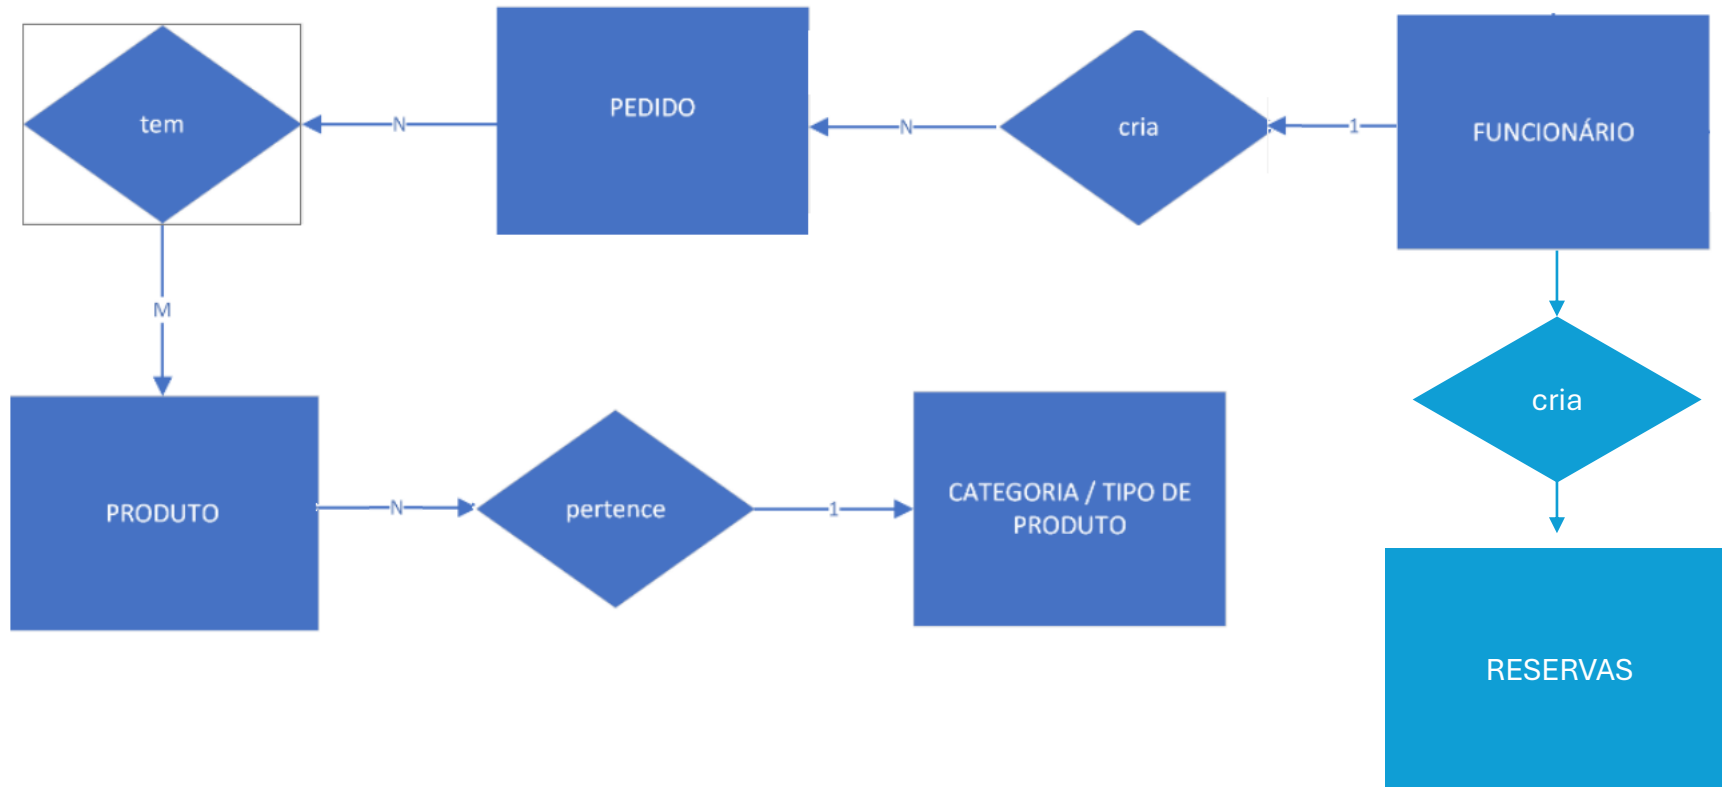 tem
N
PEDIDO
N
cria
1
FUNCIONÁRIO
M
cria
PRODUTO
N
pertence
1
CATEGORIA / TIPO DE
PRODUTO
RESERVAS